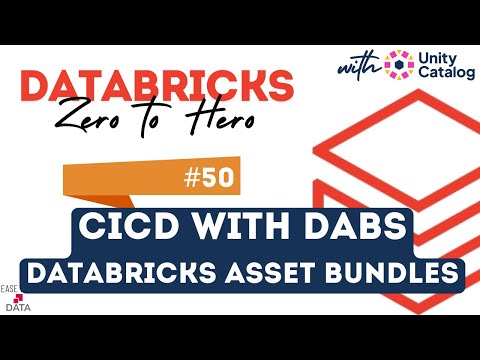 with Unity
Catalog
DATABRICKS
Zero to Hero
#50
CICD WITH DABS
DATABRICKS ASSET BUNDLES
EASE
DATA